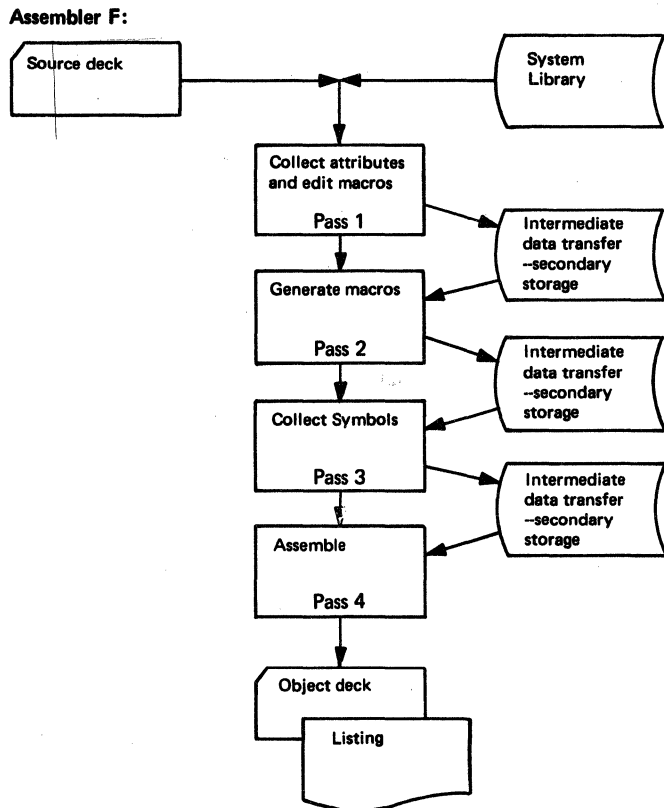 Assembler F:
Source deck
System
Library
Collect attributes
and edit macros
Pass 1
Intermediate
data transfer
--secondary
storage
Generate macros
Pass 2
Intermediate
data transfer
--secondary
storage
Collect Symbols
Pass 3
Intermediate
data transfer
--secondary
storage
Assemble
Pass 4
Object deck
Listing